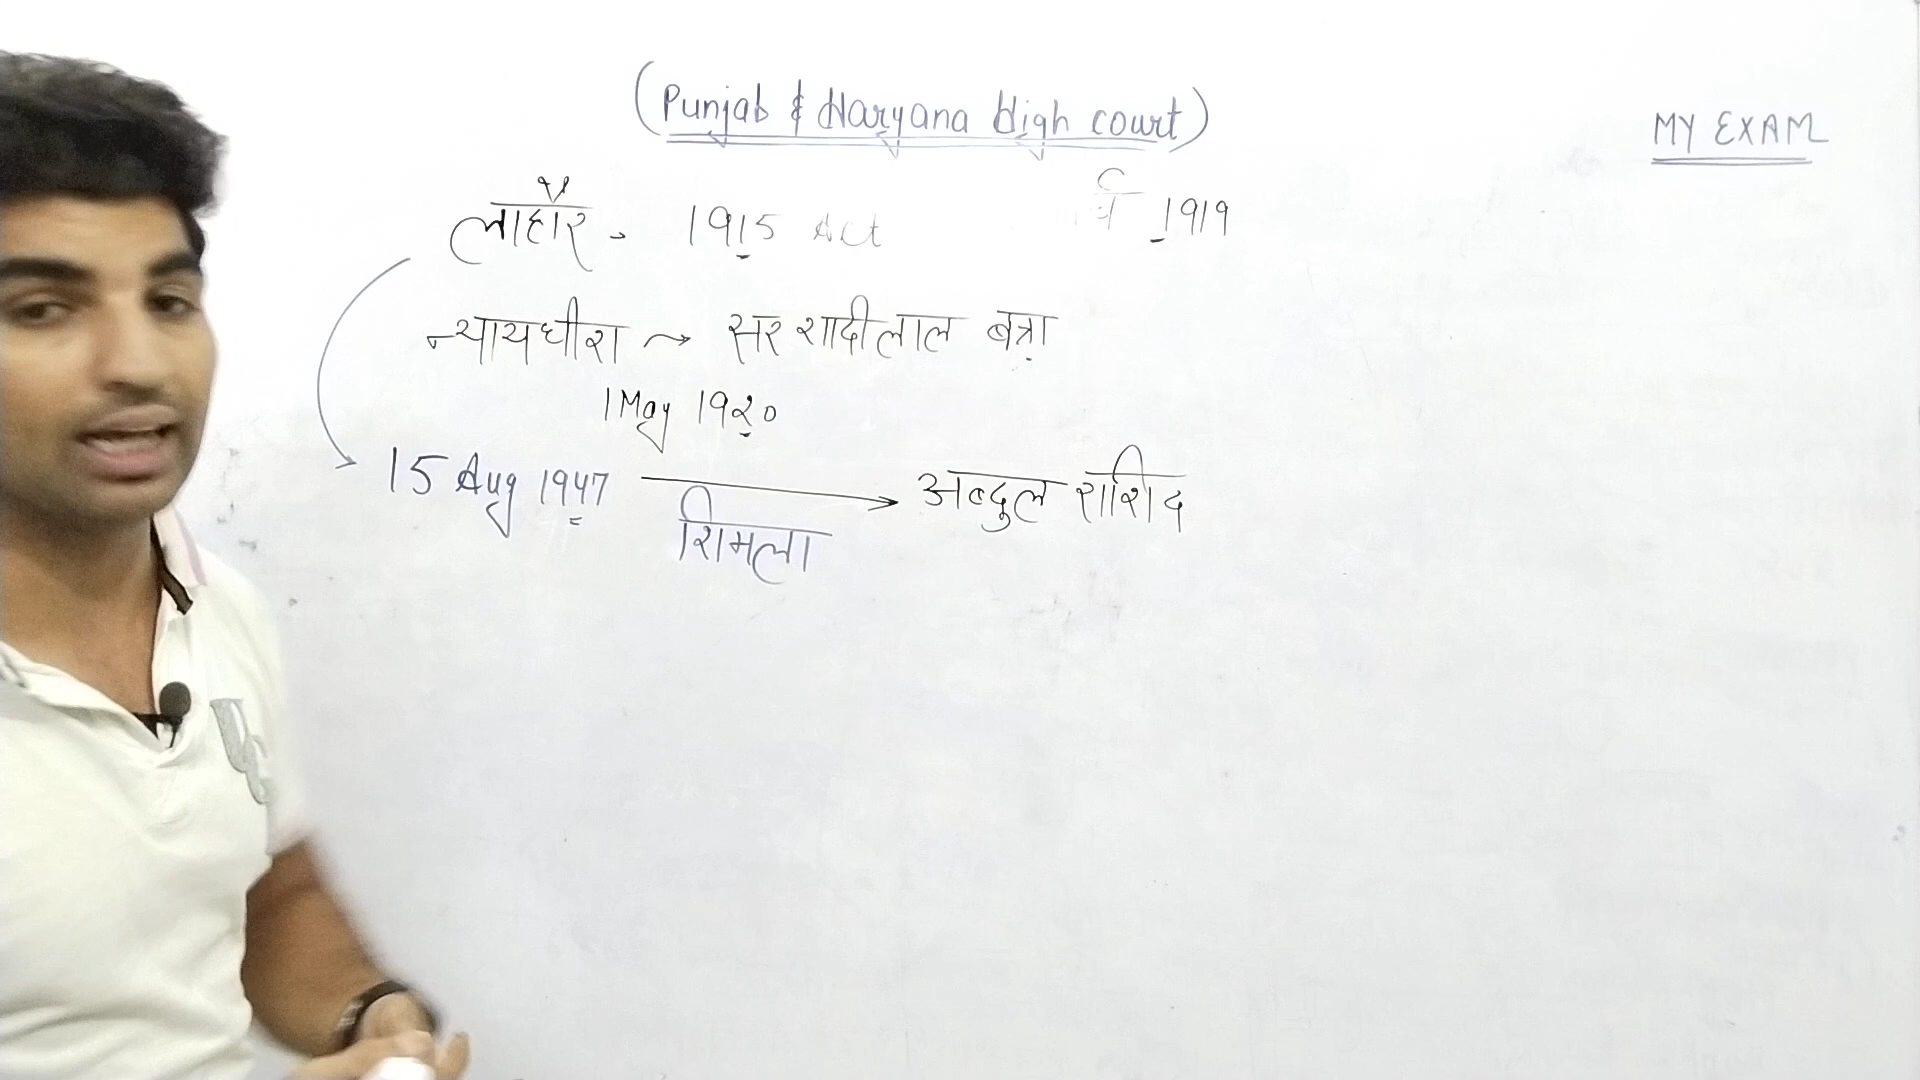 (Punjab & Haryana High court)
MY EXAM
लाहौर - 1915 Act 1919
न्यायधीश → सर शादीलाल बत्रा
1 May 1920
15 Aug 1947 → अब्दुल राशिद
शिमला